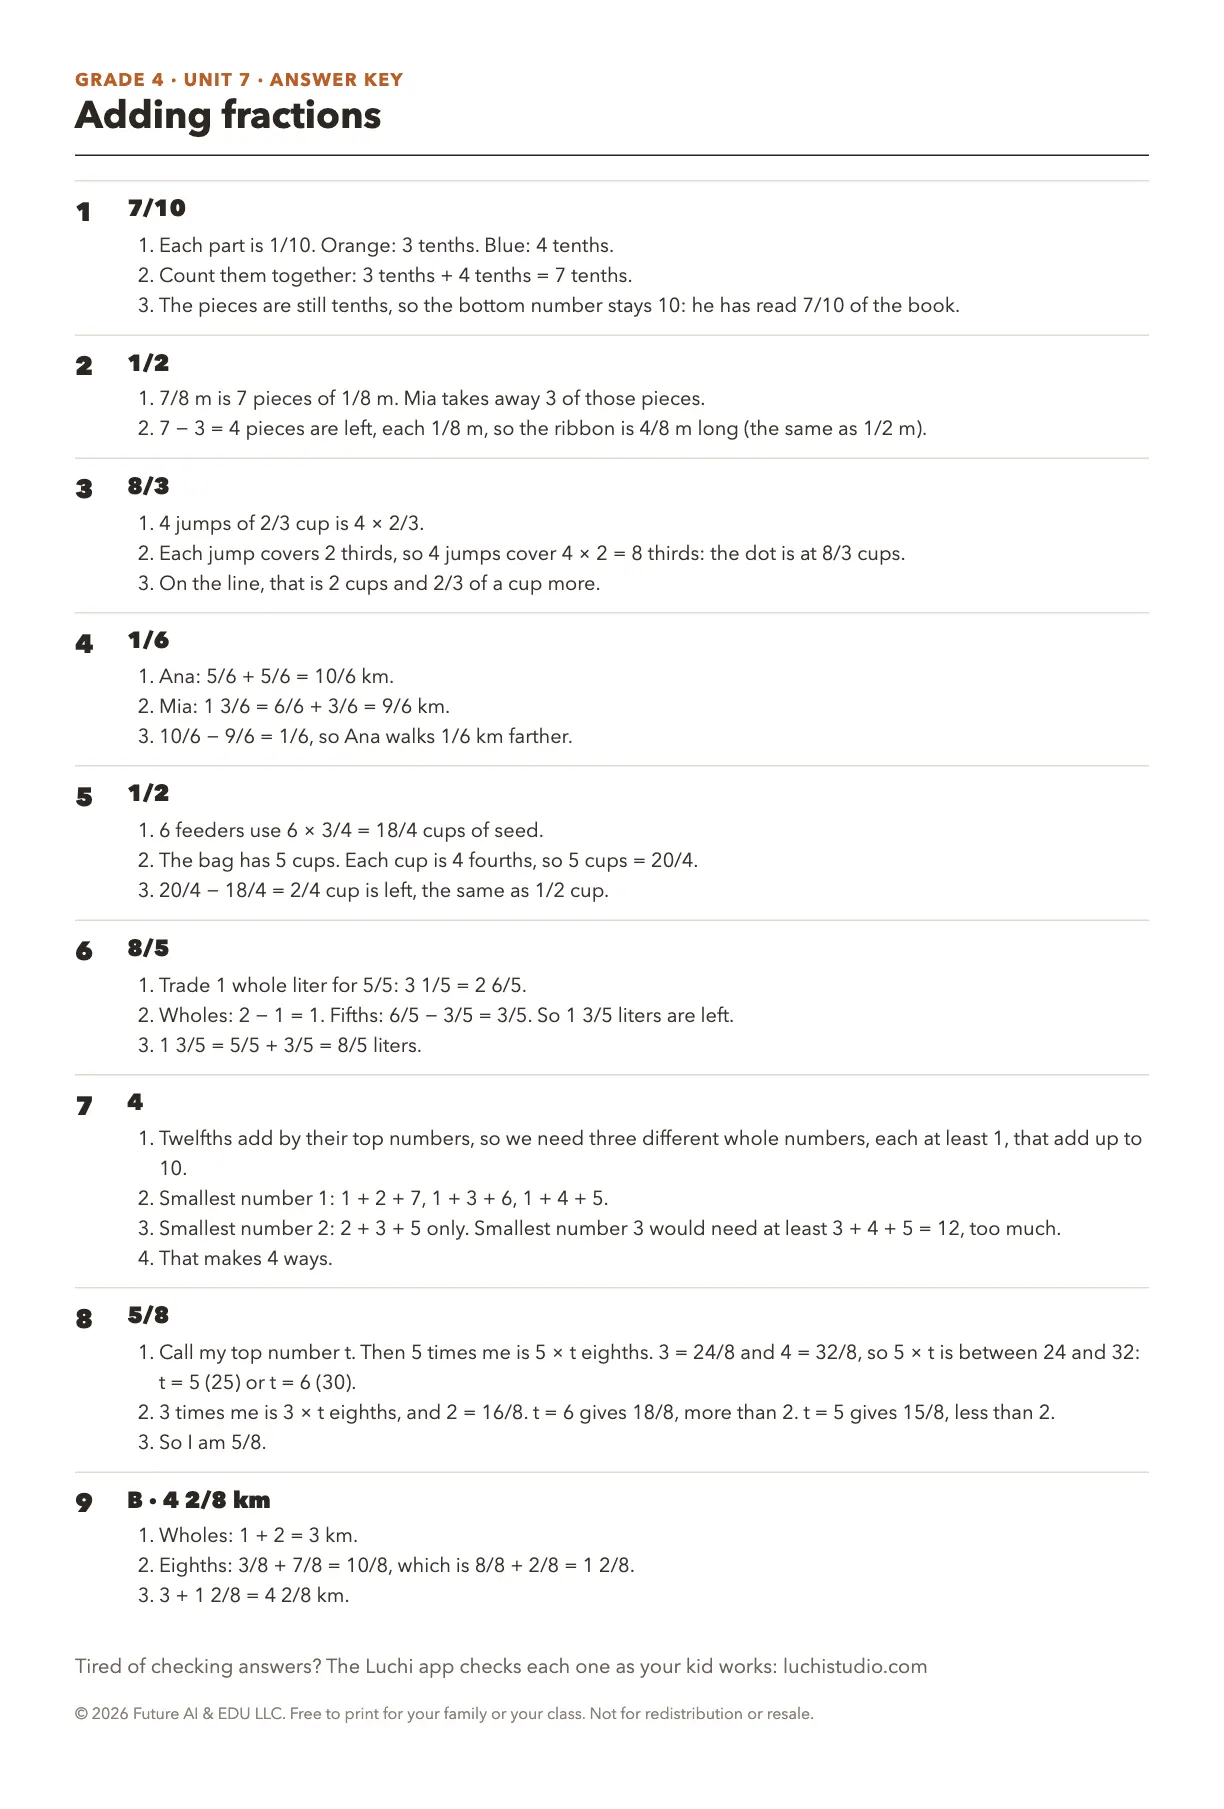 GRADE 4 · UNIT 7 · ANSWER KEY
Adding fractions
1 7/10
1. Each part is 1/10. Orange: 3 tenths. Blue: 4 tenths.
2. Count them together: 3 tenths + 4 tenths = 7 tenths.
3. The pieces are still tenths, so the bottom number stays 10: he has read 7/10 of the book.
2 1/2
1. 7/8 m is 7 pieces of 1/8 m. Mia takes away 3 of those pieces.
2. 7 − 3 = 4 pieces are left, each 1/8 m, so the ribbon is 4/8 m long (the same as 1/2 m).
3 8/3
1. 4 jumps of 2/3 cup is 4 × 2/3.
2. Each jump covers 2 thirds, so 4 jumps cover 4 × 2 = 8 thirds: the dot is at 8/3 cups.
3. On the line, that is 2 cups and 2/3 of a cup more.
4 1/6
1. Ana: 5/6 + 5/6 = 10/6 km.
2. Mia: 1 3/6 = 6/6 + 3/6 = 9/6 km.
3. 10/6 − 9/6 = 1/6, so Ana walks 1/6 km farther.
5 1/2
1. 6 feeders use 6 × 3/4 = 18/4 cups of seed.
2. The bag has 5 cups. Each cup is 4 fourths, so 5 cups = 20/4.
3. 20/4 − 18/4 = 2/4 cup is left, the same as 1/2 cup.
6 8/5
1. Trade 1 whole liter for 5/5: 3 1/5 = 2 6/5.
2. Wholes: 2 − 1 = 1. Fifths: 6/5 − 3/5 = 3/5. So 1 3/5 liters are left.
3. 1 3/5 = 5/5 + 3/5 = 8/5 liters.
7 4
1. Twelfths add by their top numbers, so we need three different whole numbers, each at least 1, that add up to
10.
2. Smallest number 1: 1 + 2 + 7, 1 + 3 + 6, 1 + 4 + 5.
3. Smallest number 2: 2 + 3 + 5 only. Smallest number 3 would need at least 3 + 4 + 5 = 12, too much.
4. That makes 4 ways.
8 5/8
1. Call my top number t. Then 5 times me is 5 × t eighths. 3 = 24/8 and 4 = 32/8, so 5 × t is between 24 and 32:
t = 5 (25) or t = 6 (30).
2. 3 times me is 3 × t eighths, and 2 = 16/8. t = 6 gives 18/8, more than 2. t = 5 gives 15/8, less than 2.
3. So I am 5/8.
9 B · 4 2/8 km
1. Wholes: 1 + 2 = 3 km.
2. Eighths: 3/8 + 7/8 = 10/8, which is 8/8 + 2/8 = 1 2/8.
3. 3 + 1 2/8 = 4 2/8 km.
Tired of checking answers? The Luchi app checks each one as your kid works: luchistudio.com
© 2026 Future AI & EDU LLC. Free to print for your family or your class. Not for redistribution or resale.